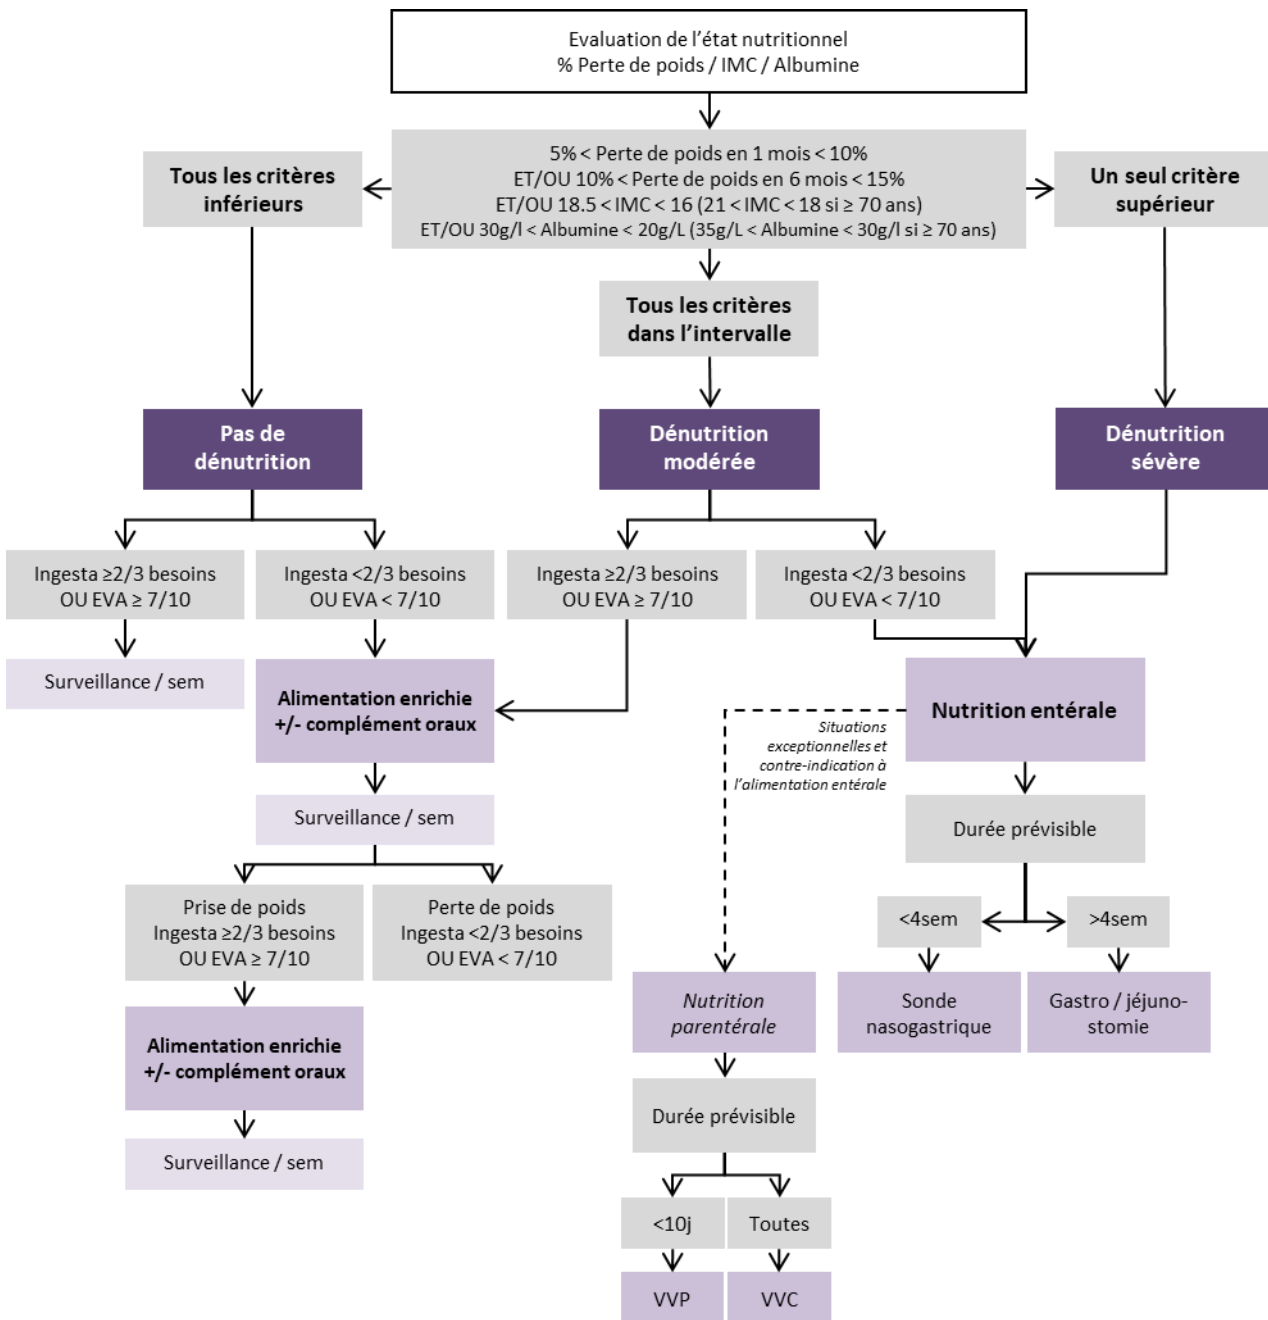 Evaluation de l’état nutritionnel
% Perte de poids / IMC / Albumine
5% < Perte de poids en 1 mois < 10%
ET/OU 10% < Perte de poids en 6 mois < 15%
ET/OU 18.5 < IMC < 16 (21 < IMC < 18 si ≥ 70 ans)
ET/OU 30g/l < Albumine < 20g/L (35g/L < Albumine < 30g/l si ≥ 70 ans)
Tous les critères
inférieurs
Un seul critère
supérieur
Tous les critères
dans l’intervalle
Pas de
dénutrition
Dénutrition
modérée
Dénutrition
sévère
Ingesta ≥2/3 besoins
OU EVA ≥ 7/10
Ingesta <2/3 besoins
OU EVA < 7/10
Ingesta ≥2/3 besoins
OU EVA ≥ 7/10
Ingesta <2/3 besoins
OU EVA < 7/10
Surveillance / sem
Alimentation enrichie
+/- complément oraux
Nutrition entérale
Situations
exceptionnelles et
contre-indication à
l’alimentation entérale
Surveillance / sem
Durée prévisible
Prise de poids
Ingesta ≥2/3 besoins
OU EVA ≥ 7/10
Perte de poids
Ingesta <2/3 besoins
OU EVA < 7/10
<4sem
>4sem
Nutrition
parentérale
Sonde
nasogastrique
Gastro / jéjuno-
stomie
Alimentation enrichie
+/- complément oraux
Durée prévisible
Surveillance / sem
<10j
Toutes
VVP
VVC